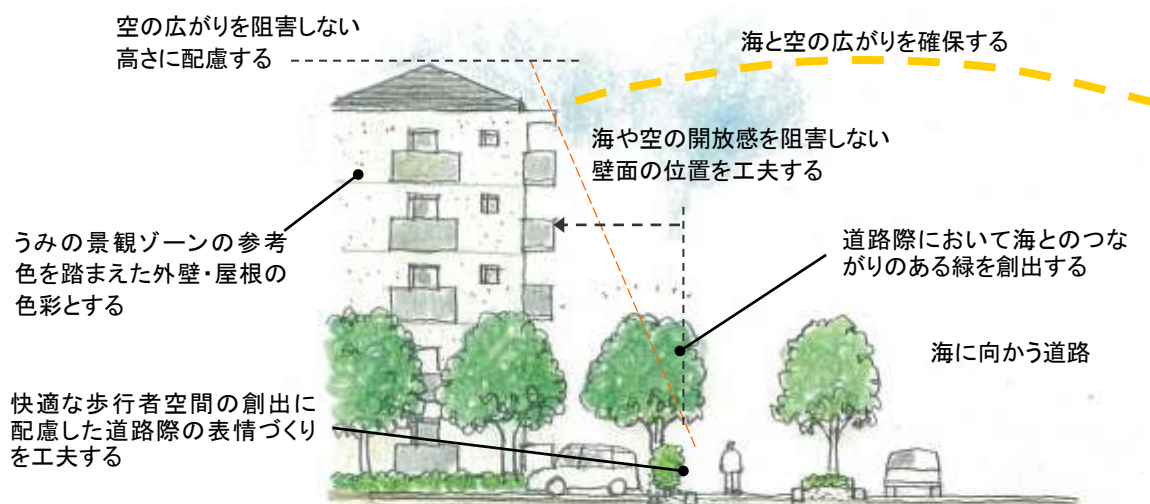 空の広がりを阻害しない
高さに配慮する
海と空の広がりを確保する
海や空の開放感を阻害しない
壁面の位置を工夫する
うみの景観ゾーンの参考
色を踏まえた外壁・屋根の
色彩とする
道路際において海とのつな
がりのある緑を創出する
海に向かう道路
快適な歩行者空間の創出に
配慮した道路際の表情づくり
を工夫する